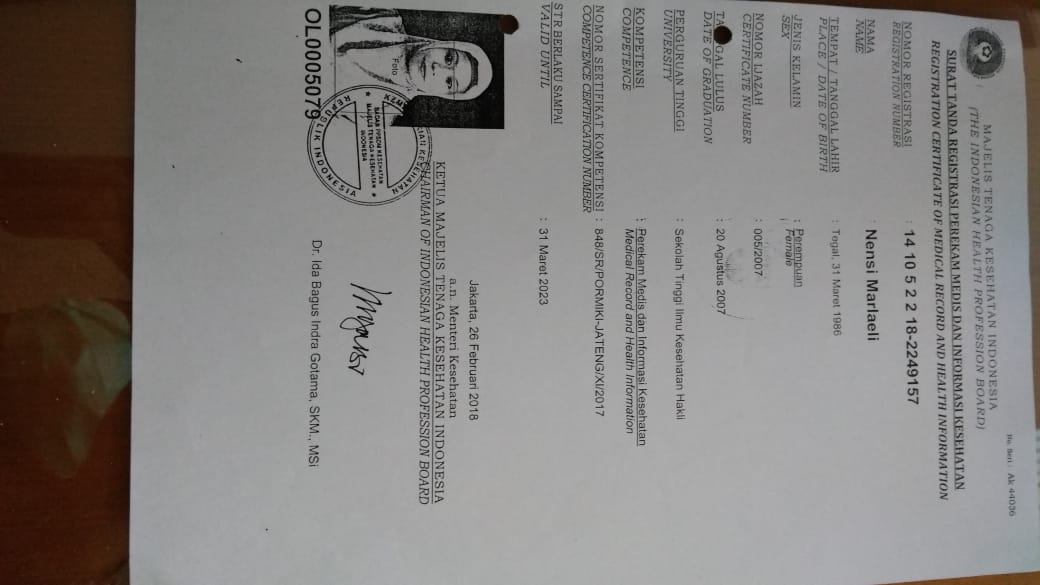 No. Seri : Ak 44036
MAJELIS TENAGA KESEHATAN INDONESIA
(THE INDONESIAN HEALTH PROFESSION BOARD)
SURAT TANDA REGISTRASI PEREKAM MEDIS DAN INFORMASI KESEHATAN
REGISTRATION CERTIFICATE OF MEDICAL RECORD AND HEALTH INFORMATION
NOMOR REGISTRASI : 14 10 5 2 2 18-2249157
REGISTRATION NUMBER
NAMA : Nensi Marlaeli
NAME
TEMPAT / TANGGAL LAHIR : Tegal, 31 Maret 1986
PLACE / DATE OF BIRTH
JENIS KELAMIN : Perempuan
SEX Female
NOMOR IJAZAH : 005/2007
CERTIFICATE NUMBER
GAL LULUS : 20 Agustus 2007
DATE OF GRADUATION
PERGURUAN TINGGI : Sekolah Tinggi Ilmu Kesehatan Hakli
UNIVERSITY
KOMPETENSI : Perekam Medis dan Informasi Kesehatan
COMPETENCE Medical Record and Health Information
NOMOR SERTIFIKAT KOMPETENSI : 848/SR/PORMIKI-JATENG/XI/2017
COMPETENCE CERTIFICATION NUMBER
STR BERLAKU SAMPAI : 31 Maret 2023
VALID UNTIL
Jakarta, 26 Februari 2018
a.n. Menteri Kesehatan
KETUA MAJELIS TENAGA KESEHATAN INDONESIA
CHAIRMAN OF INDONESIAN HEALTH PROFESSION BOARD
Foto
BADAN PPSDM KESEHATAN
MAJELIS TENAGA KESEHATAN
INDONESIA
REPUBLIK INDONESIA
Dr. Ida Bagus Indra Gotama, SKM., MSi
OL0005079